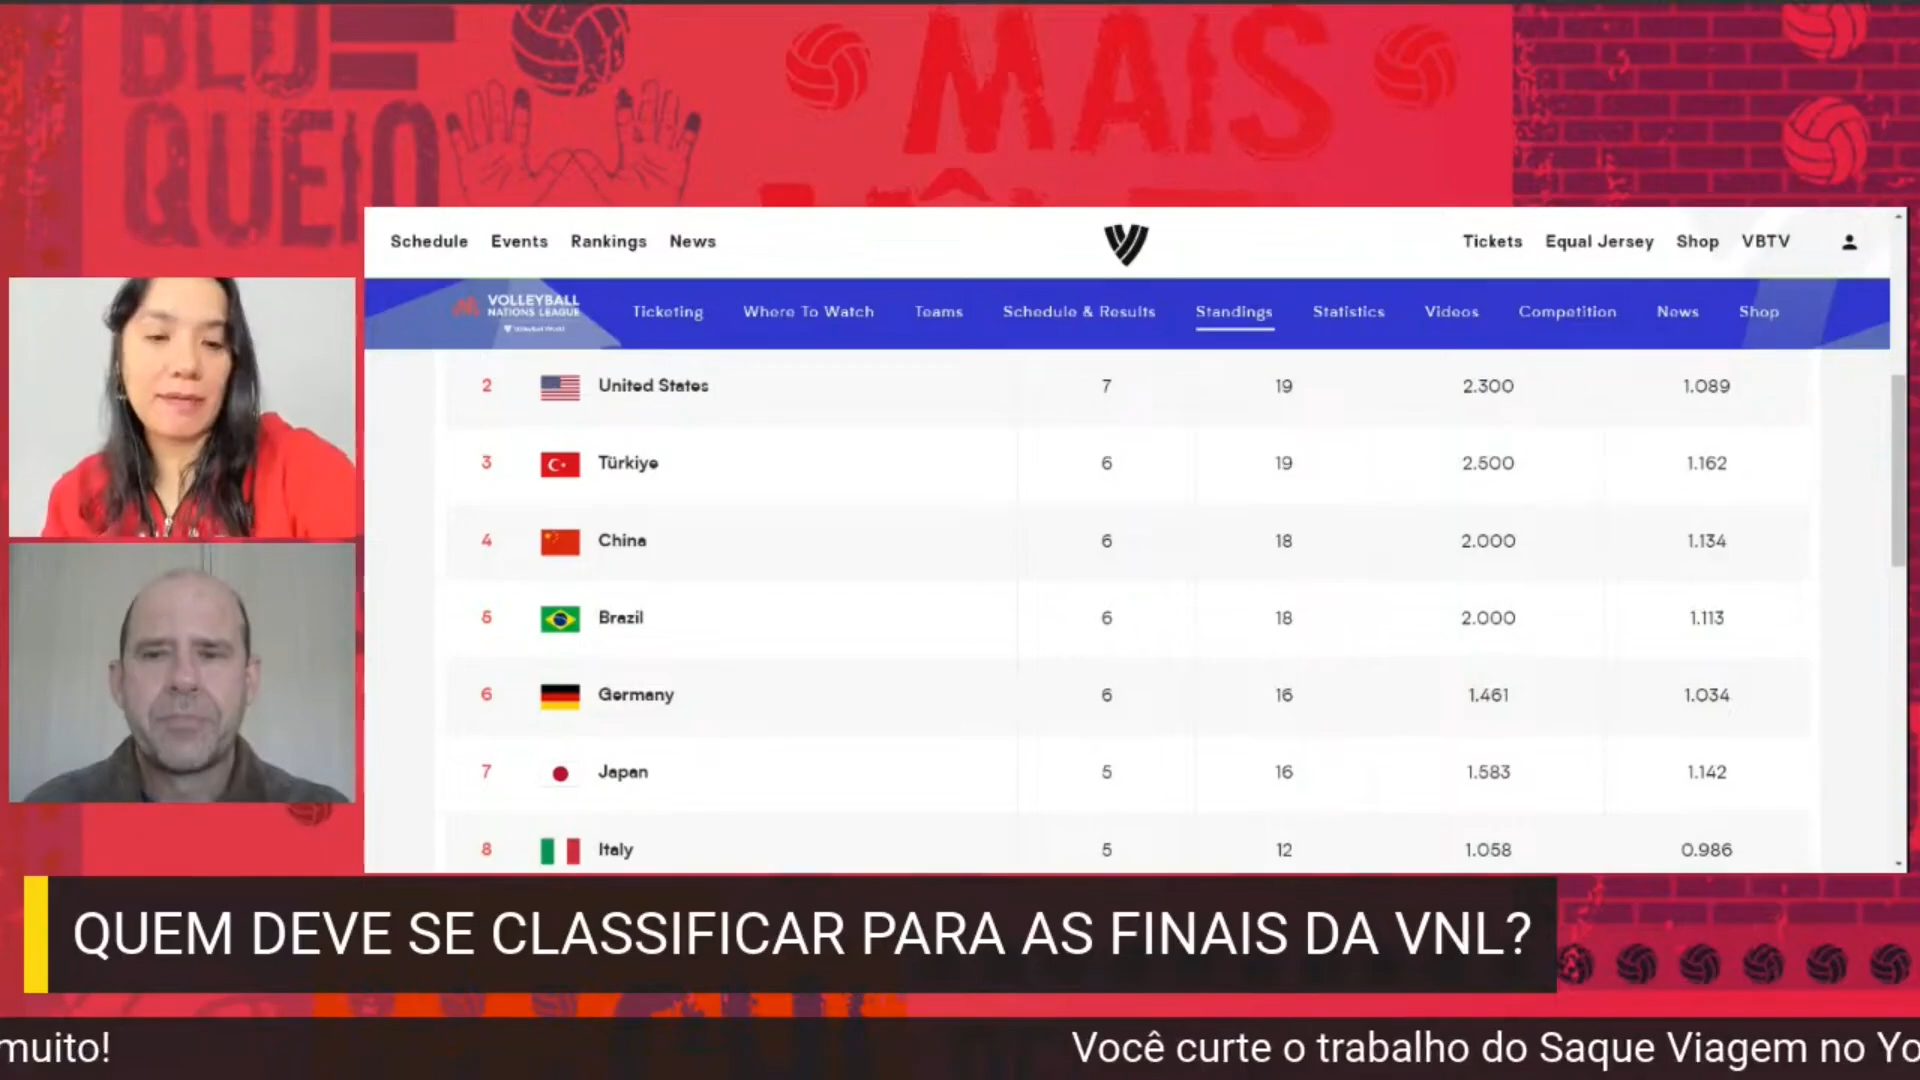 BLO
QUEIO
MAIS
Schedule Events Rankings News
Tickets Equal Jersey Shop VBTV
VOLLEYBALL
NATIONS LEAGUE
Volleyball World
Ticketing Where To Watch Teams Schedule & Results Standings Statistics Videos Competition News Shop
2 United States 7 19 2.300 1.089
3 Türkiye 6 19 2.500 1.162
4 China 6 18 2.000 1.134
5 Brazil 6 18 2.000 1.113
6 Germany 6 16 1.461 1.034
7 Japan 5 16 1.583 1.142
8 Italy 5 12 1.058 0.986
QUEM DEVE SE CLASSIFICAR PARA AS FINAIS DA VNL?
muito! Você curte o trabalho do Saque Viagem no Yo